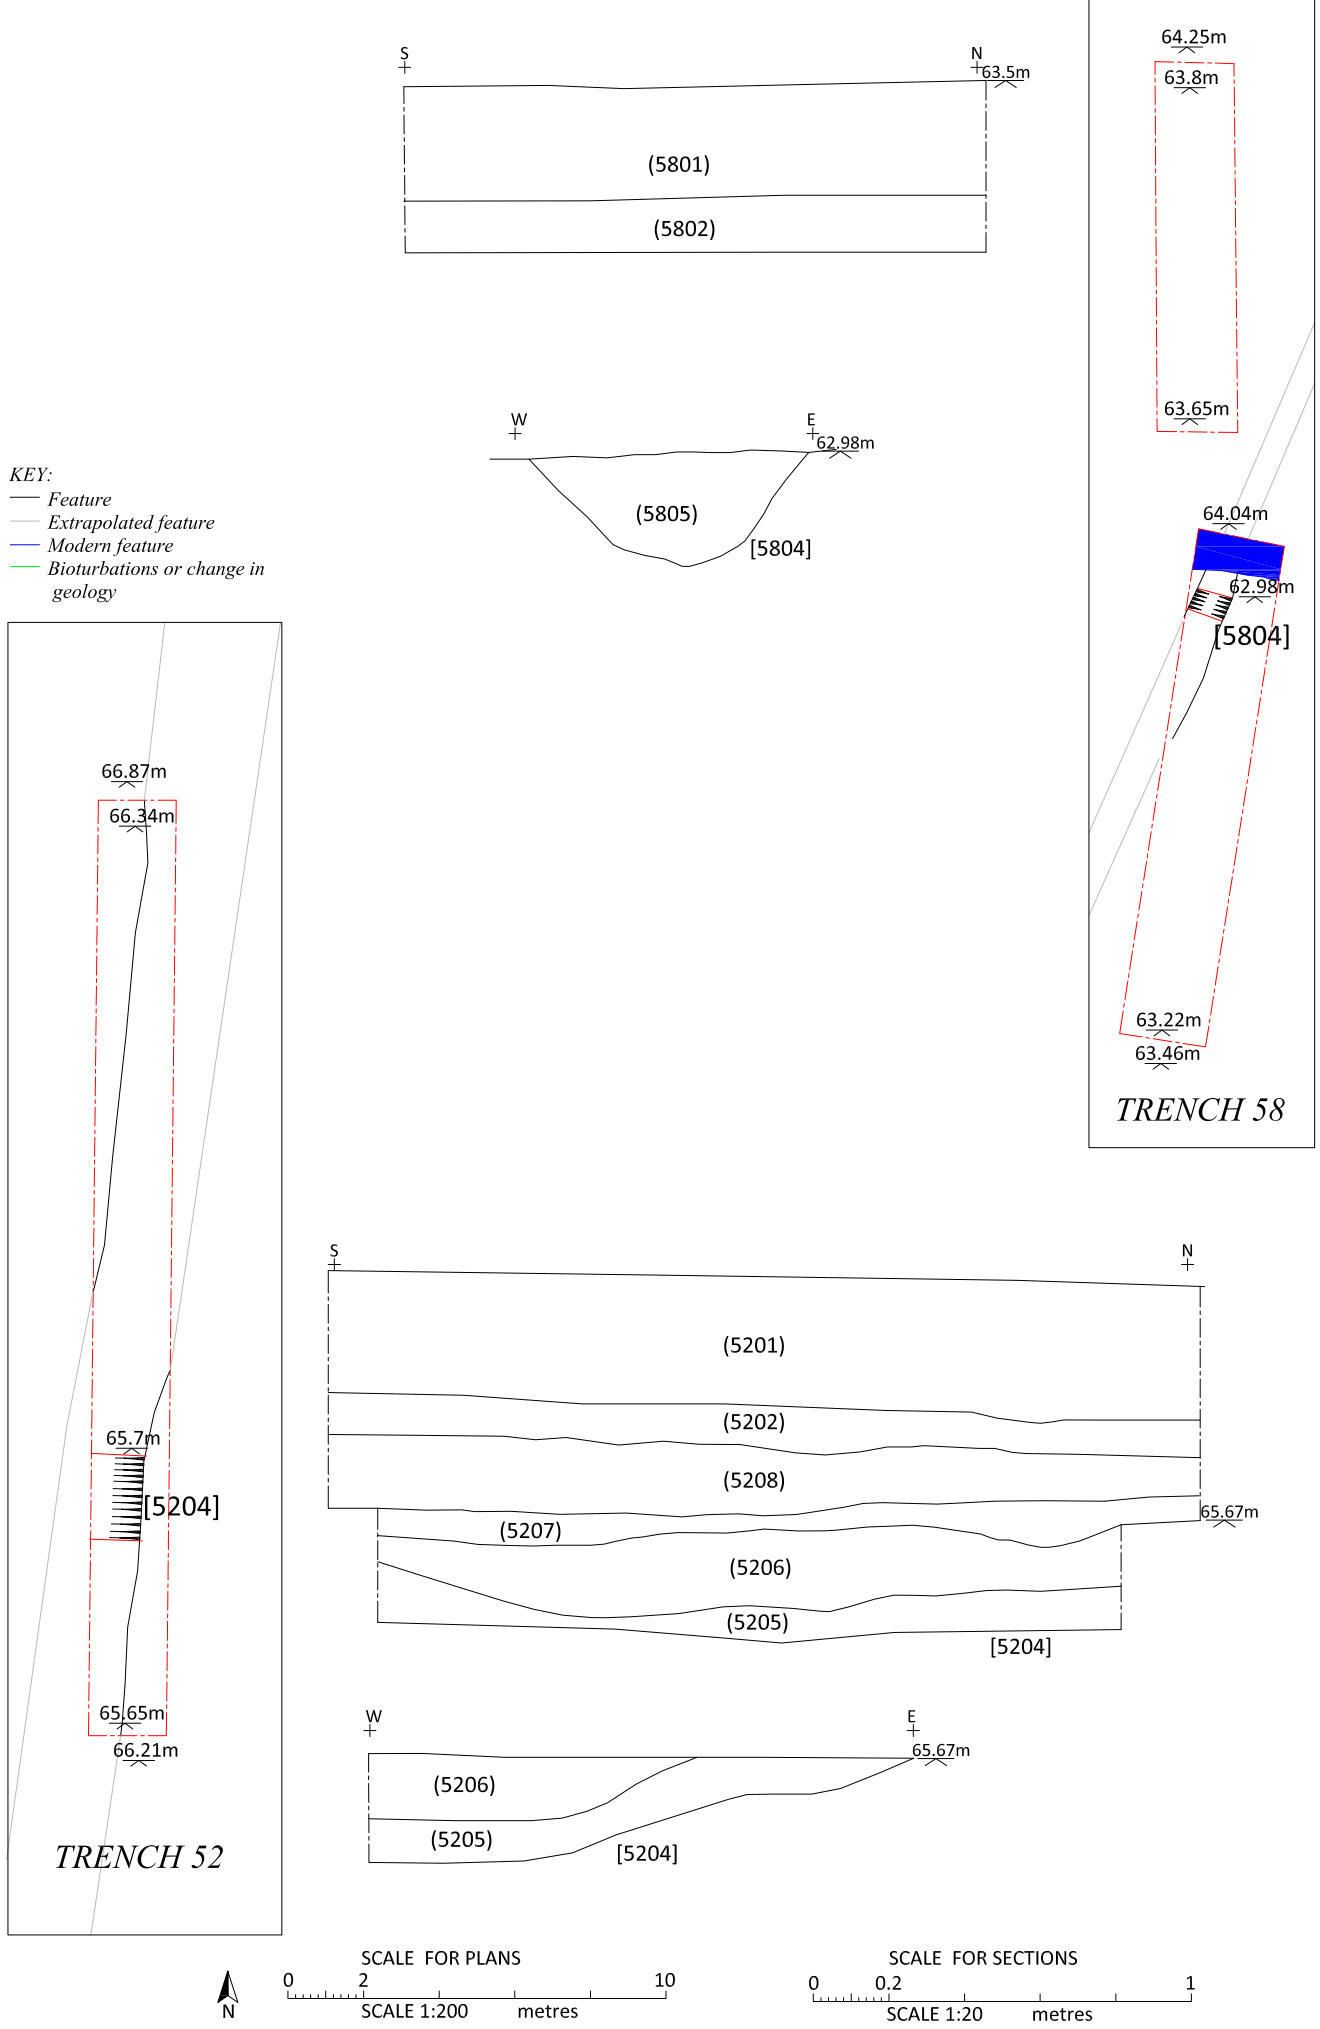 S
N
63.5m
(5801)
(5802)
W
E
62.98m
(5805)
[5804]
64.25m
63.8m
63.65m
64.04m
62.98m
[5804]
63.22m
63.46m
TRENCH 58
KEY:
Feature
Extrapolated feature
Modern feature
Bioturbations or change in
geology
66.87m
66.34m
65.7m
[5204]
65.65m
66.21m
TRENCH 52
S
N
(5201)
(5202)
(5208)
(5207)
65.67m
(5206)
(5205)
[5204]
W
E
65.67m
(5206)
(5205)
[5204]
N
SCALE FOR PLANS
0 2 10
SCALE 1:200 metres
SCALE FOR SECTIONS
0 0.2 1
SCALE 1:20 metres